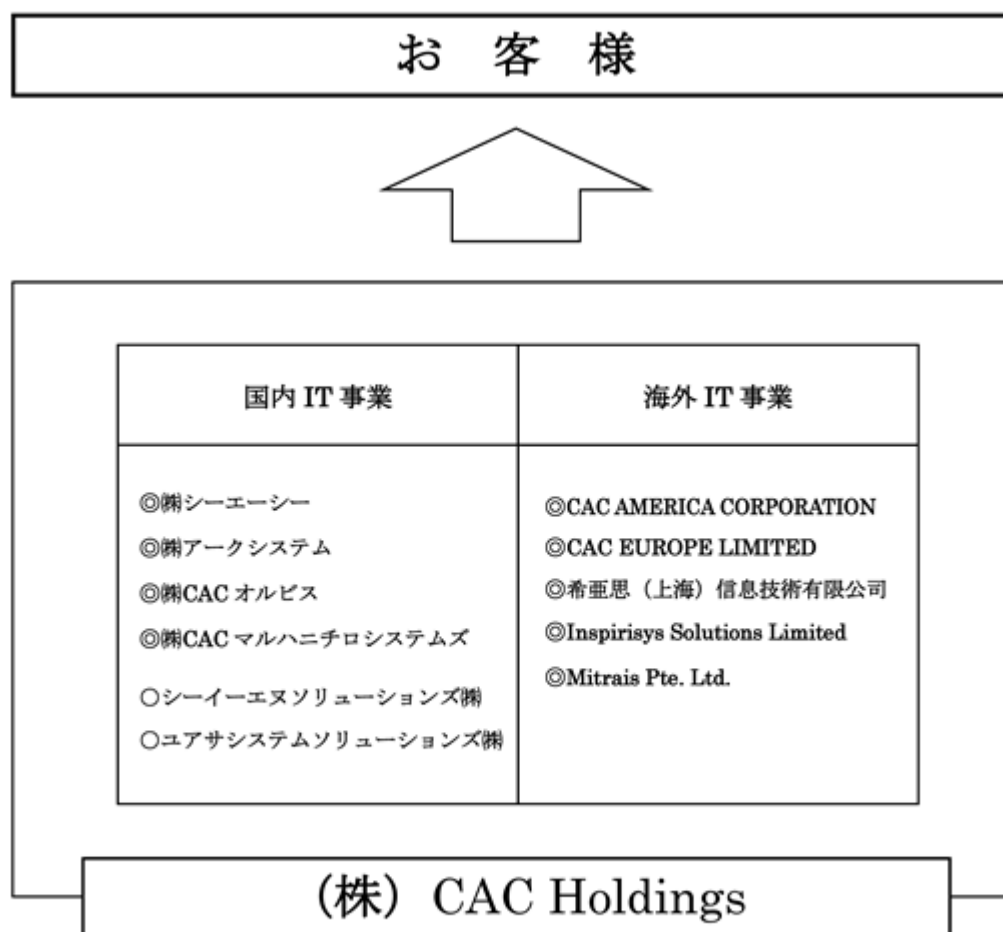 お 客 様
国内 IT 事業
海外 IT 事業
◎㈱シーエーシー
◎㈱アークシステム
◎㈱CAC オルビス
◎㈱CAC マルハニチロシステムズ
○シーイーエヌソリューションズ㈱
○ユアサシステムソリューションズ㈱
◎CAC AMERICA CORPORATION
◎CAC EUROPE LIMITED
◎希亜思（上海）信息技術有限公司
◎Inspirisys Solutions Limited
◎Mitrais Pte. Ltd.
（株）CAC Holdings